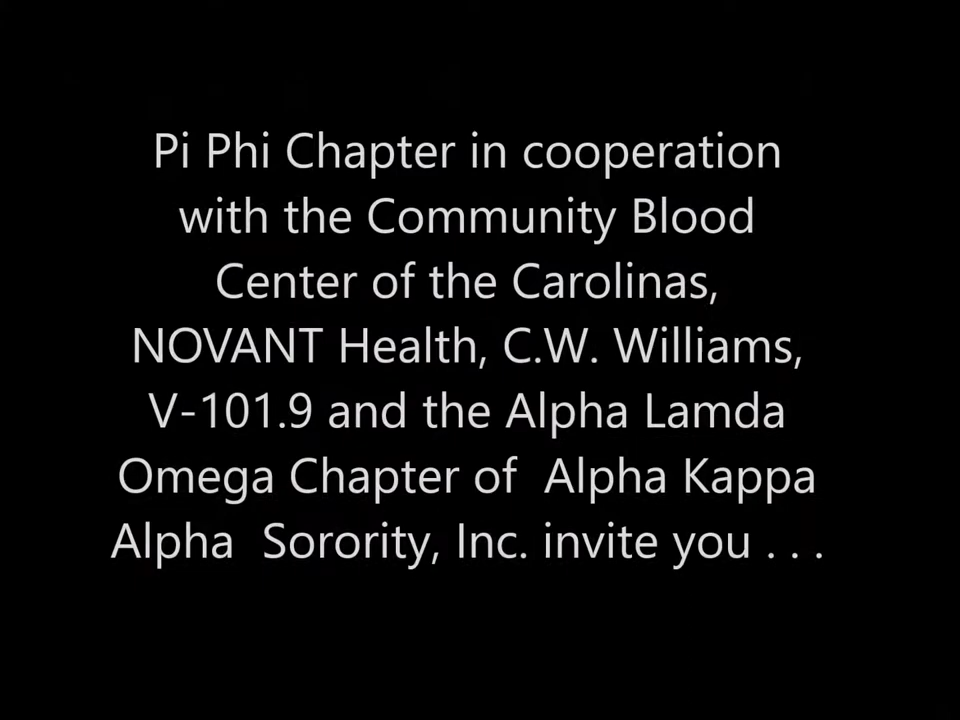 Pi Phi Chapter in cooperation
with the Community Blood
Center of the Carolinas,
NOVANT Health, C.W. Williams,
V-101.9 and the Alpha Lamda
Omega Chapter of  Alpha Kappa
Alpha  Sorority, Inc. invite you . . .